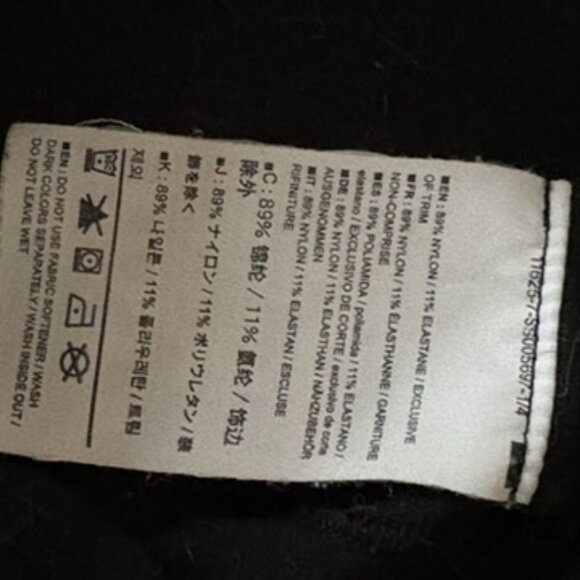 ■EN : 89% NYLON / 11% ELASTANE / EXCLUSIVE
OF TRIM
■FR : 89% NYLON / 11% ÉLASTHANNE / GARNITURE
NON-COMPRISE
■ES : 89% POLIAMIDA / poliamida / 11% ELASTANO /
elastano / EXCLUSIVO DE CORTE / exclusivo de corte
■DE : 89% NYLON / 11% ELASTHAN / NÄHZUBEHÖR
AUSGENOMMEN
■IT : 89% NYLON / 11% ELASTAN / ESCLUSE
RIFINITURE
■C : 89% 锦纶 / 11% 氨纶 / 饰边
除外
■J : 89% ナイロン / 11% ポリウレタン / 装
飾を除く
■K : 89% 나일론 / 11% 폴리우레탄 / 트림
제외
■EN : DO NOT USE FABRIC SOFTENER / WASH
DARK COLORS SEPARATELY / WASH INSIDE OUT /
DO NOT LEAVE WET